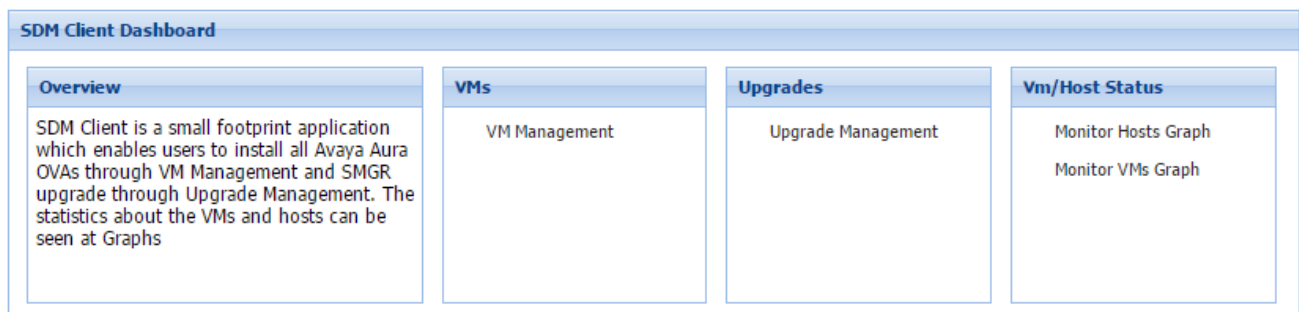 SDM Client Dashboard
Overview
SDM Client is a small footprint application
which enables users to install all Avaya Aura
OVAs through VM Management and SMGR
upgrade through Upgrade Management. The
statistics about the VMs and hosts can be
seen at Graphs
VMs
VM Management
Upgrades
Upgrade Management
Vm/Host Status
Monitor Hosts Graph
Monitor VMs Graph